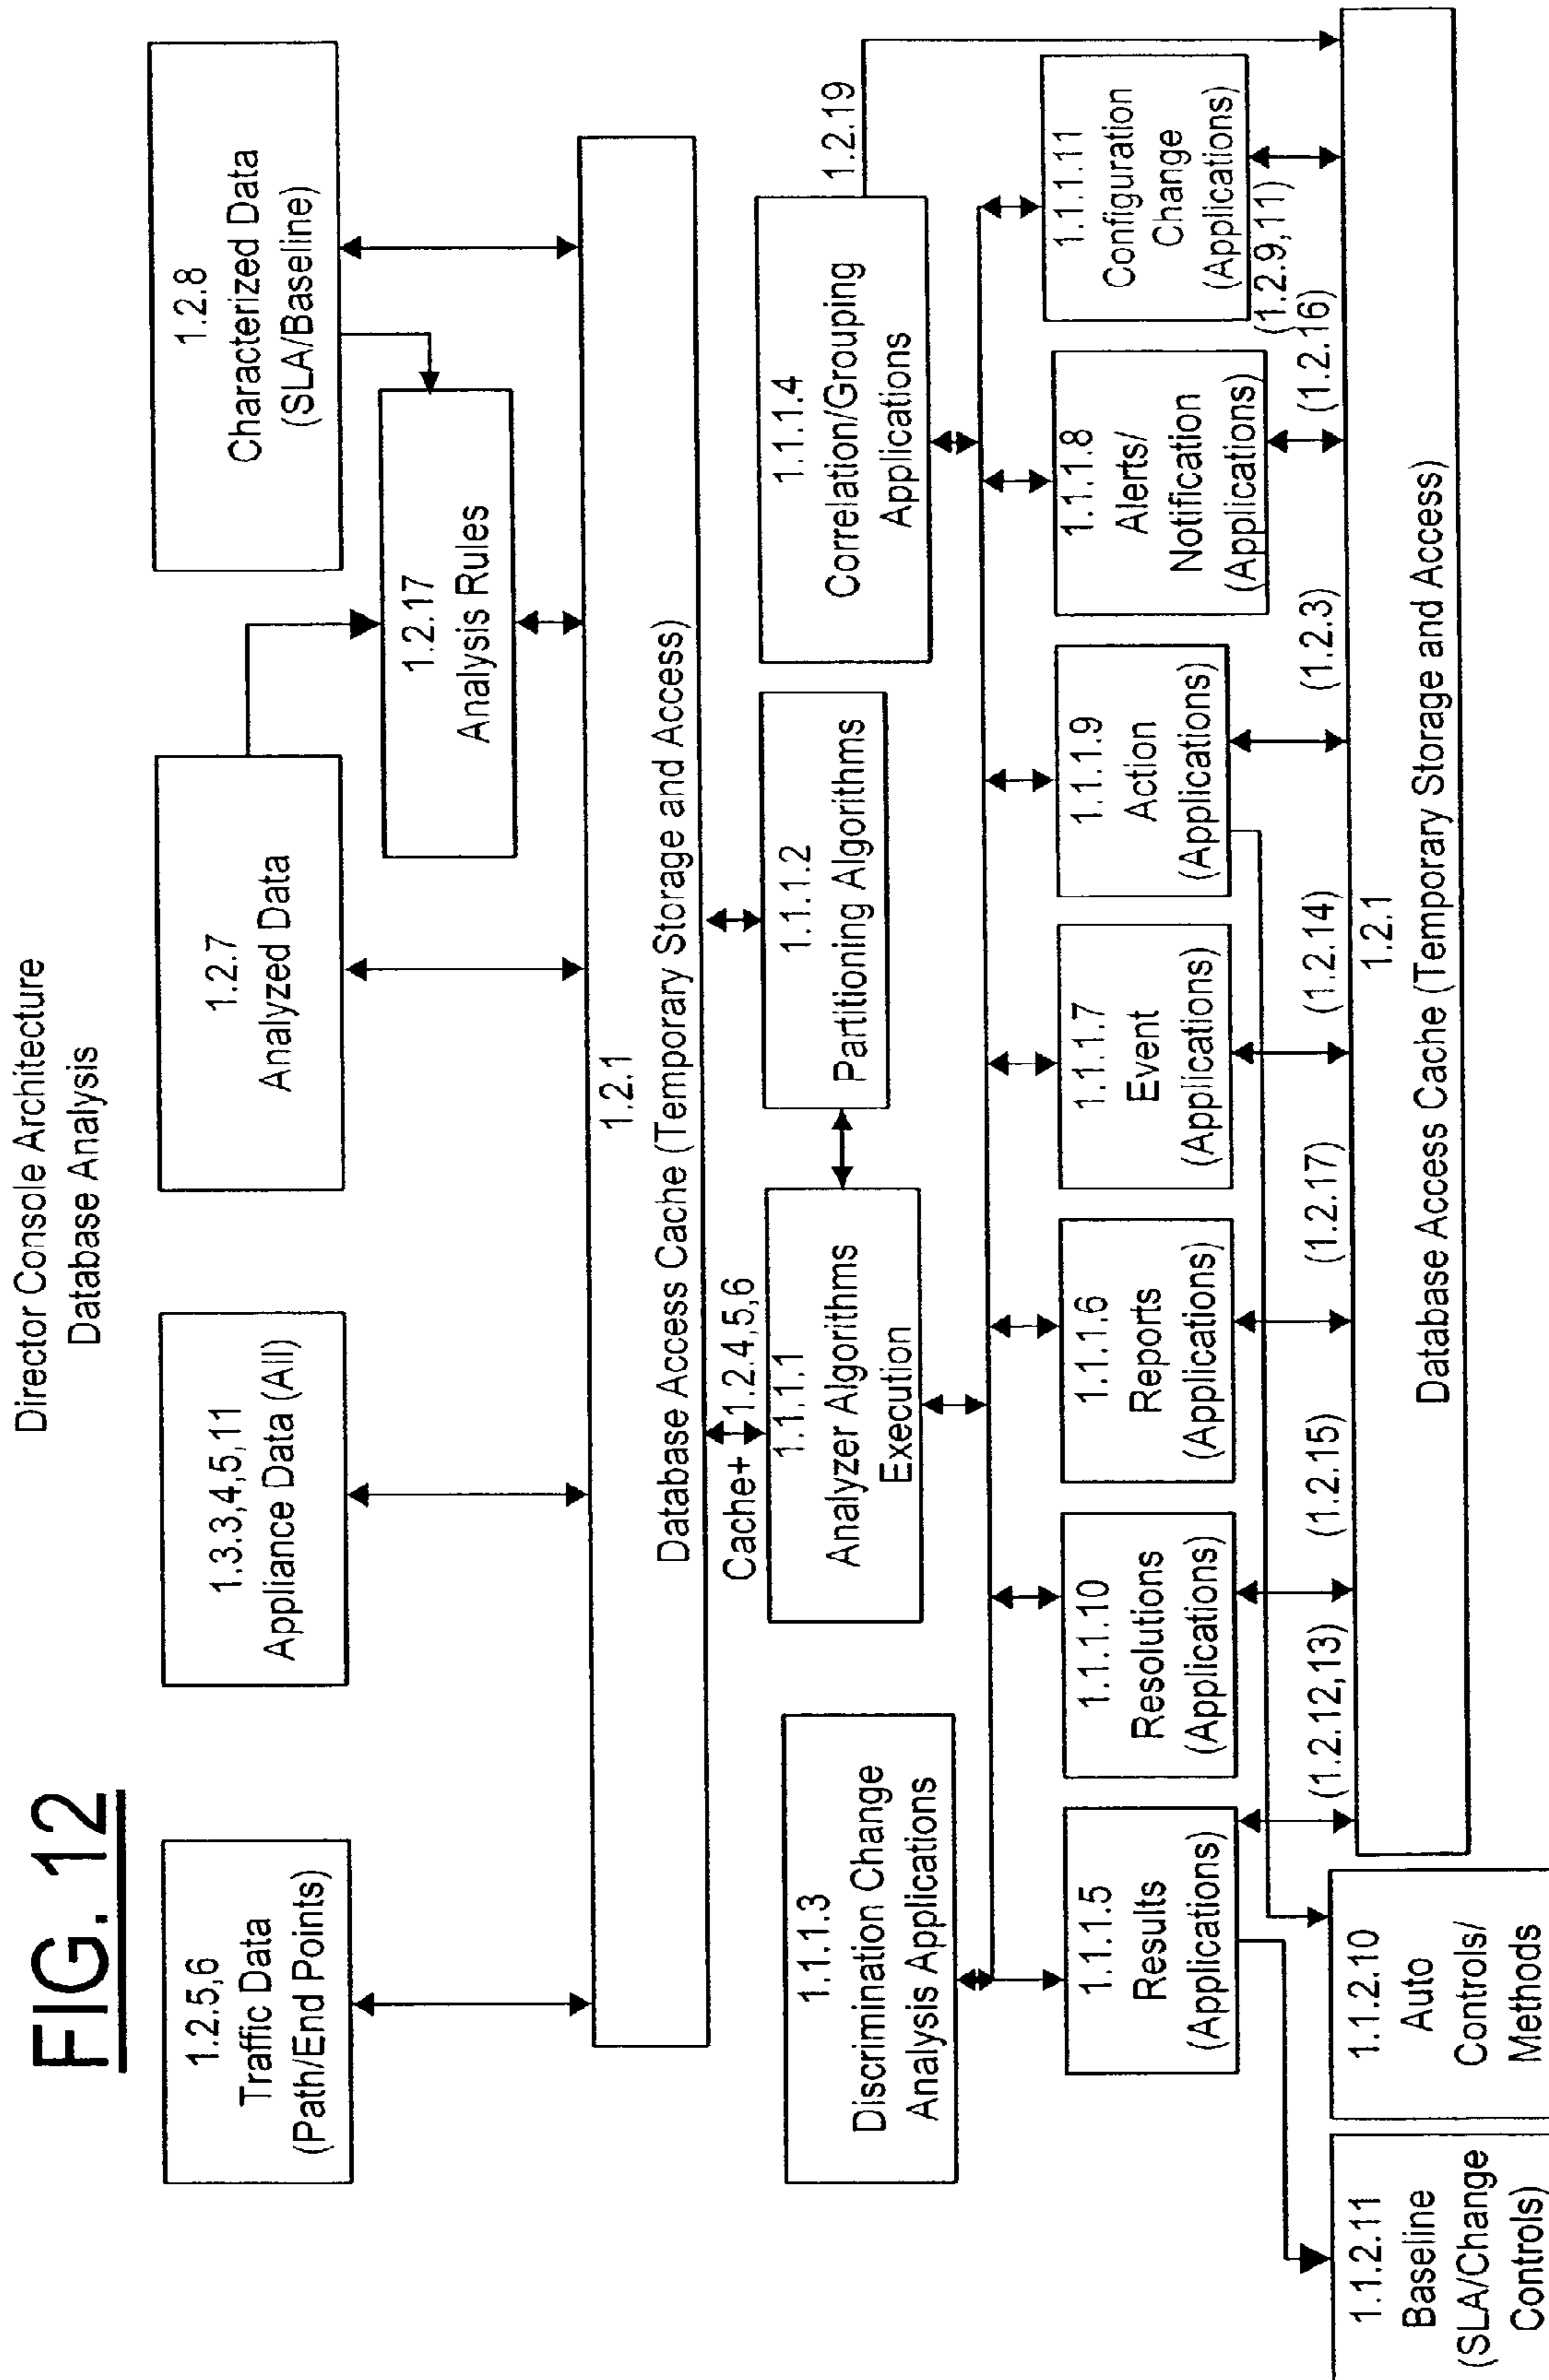 FIG. 12
Director Console Architecture
Database Analysis
1.2.5,6
Traffic Data
(Path/End Points)
1.3.3,4,5,11
Appliance Data (All)
1.2.7
Analyzed Data
1.2.8
Characterized Data
(SLA/Baseline)
1.2.17
Analysis Rules
1.2.1
Database Access Cache (Temporary Storage and Access)
Cache+ 1.2.4,5,6
1.1.1.3
Discrimination Change
Analysis Applications
1.1.1.1
Analyzer Algorithms
Execution
1.1.1.2
Partitioning Algorithms
1.1.1.4
Correlation/Grouping
Applications
1.2.19
1.1.1.5
Results
(Applications)
1.1.1.10
Resolutions
(Applications)
1.1.1.6
Reports
(Applications)
1.1.1.7
Event
(Applications)
1.1.1.9
Action
(Applications)
1.1.1.8
Alerts/
Notification
(Applications)
1.1.1.11
Configuration
Change
(Applications)
(1.2.12,13)
(1.2.15)
(1.2.17)
(1.2.14)
(1.2.3)
(1.2.16)
(1.2.9,11)
1.2.1
Database Access Cache (Temporary Storage and Access)
1.1.2.11
Baseline
(SLA/Change
Controls)
1.1.2.10
Auto
Controls/
Methods